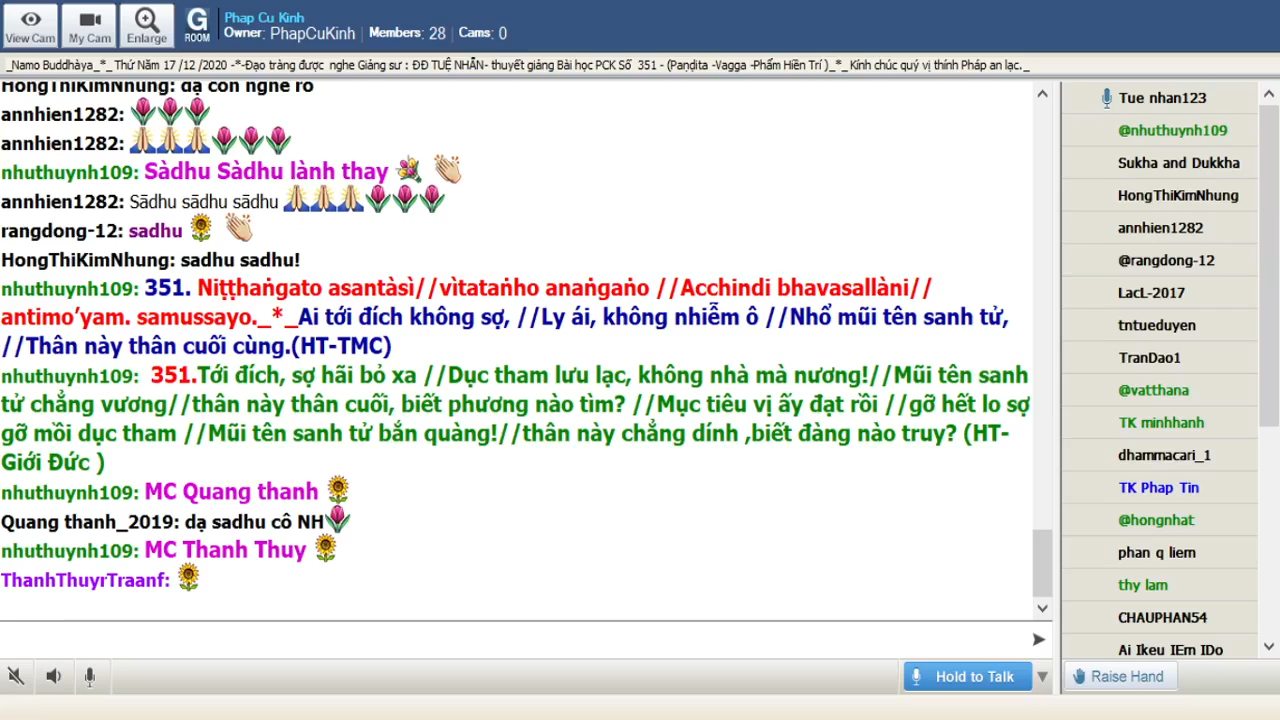 View Cam
My Cam
Enlarge
G
ROOM
Phap Cu Kinh
Owner: PhapCuKinh Members: 28 Cams: 0
_Namo Buddhàya_*_ Thứ Năm 17 /12 /2020 -*-Đạo tràng được nghe Giảng sư : ĐĐ TUỆ NHẪN- thuyết giảng Bài học PCK Số 351 - (Paṇḍita -Vagga -Phẩm Hiền Trí )_*_ Kính chúc quý vị thính Pháp an lạc._
HongThiKimNhung: dạ con nghe rõ
annhien1282:
annhien1282:
nhuthuynh109: Sàdhu Sàdhu lành thay
annhien1282: Sādhu sādhu sādhu
rangdong-12: sadhu
HongThiKimNhung: sadhu sadhu!
nhuthuynh109: 351. Niṭṭhaṅgato asantàsì//vìtataṅho anaṅgaṅo //Acchindi bhavasallàni//
antimo’yam. samussayo._*_Ai tới đích không sợ, //Ly ái, không nhiễm ô //Nhổ mũi tên sanh tử,
//Thân này thân cuối cùng.(HT-TMC)
nhuthuynh109: 351.Tới đích, sợ hãi bỏ xa //Dục tham lưu lạc, không nhà mà nương!//Mũi tên sanh
tử chẳng vương//thân này thân cuối, biết phương nào tìm? //Mục tiêu vị ấy đạt rồi //gỡ hết lo sợ
gỡ mồi dục tham //Mũi tên sanh tử bắn quàng!//thân này chẳng dính ,biết đàng nào truy? (HT-
Giới Đức )
nhuthuynh109: MC Quang thanh
Quang thanh_2019: dạ sadhu cô NH
nhuthuynh109: MC Thanh Thuy
ThanhThuyrTraanf:
Hold to Talk
Tue nhan123
@nhuthuynh109
Sukha and Dukkha
HongThiKimNhung
annhien1282
@rangdong-12
LacL-2017
tntueduyen
TranDao1
@vatthana
TK minhhanh
dhammacari_1
TK Phap Tin
@hongnhat
phan q liem
thy lam
CHAUPHAN54
Ai Ikeu IEm IDo
Raise Hand